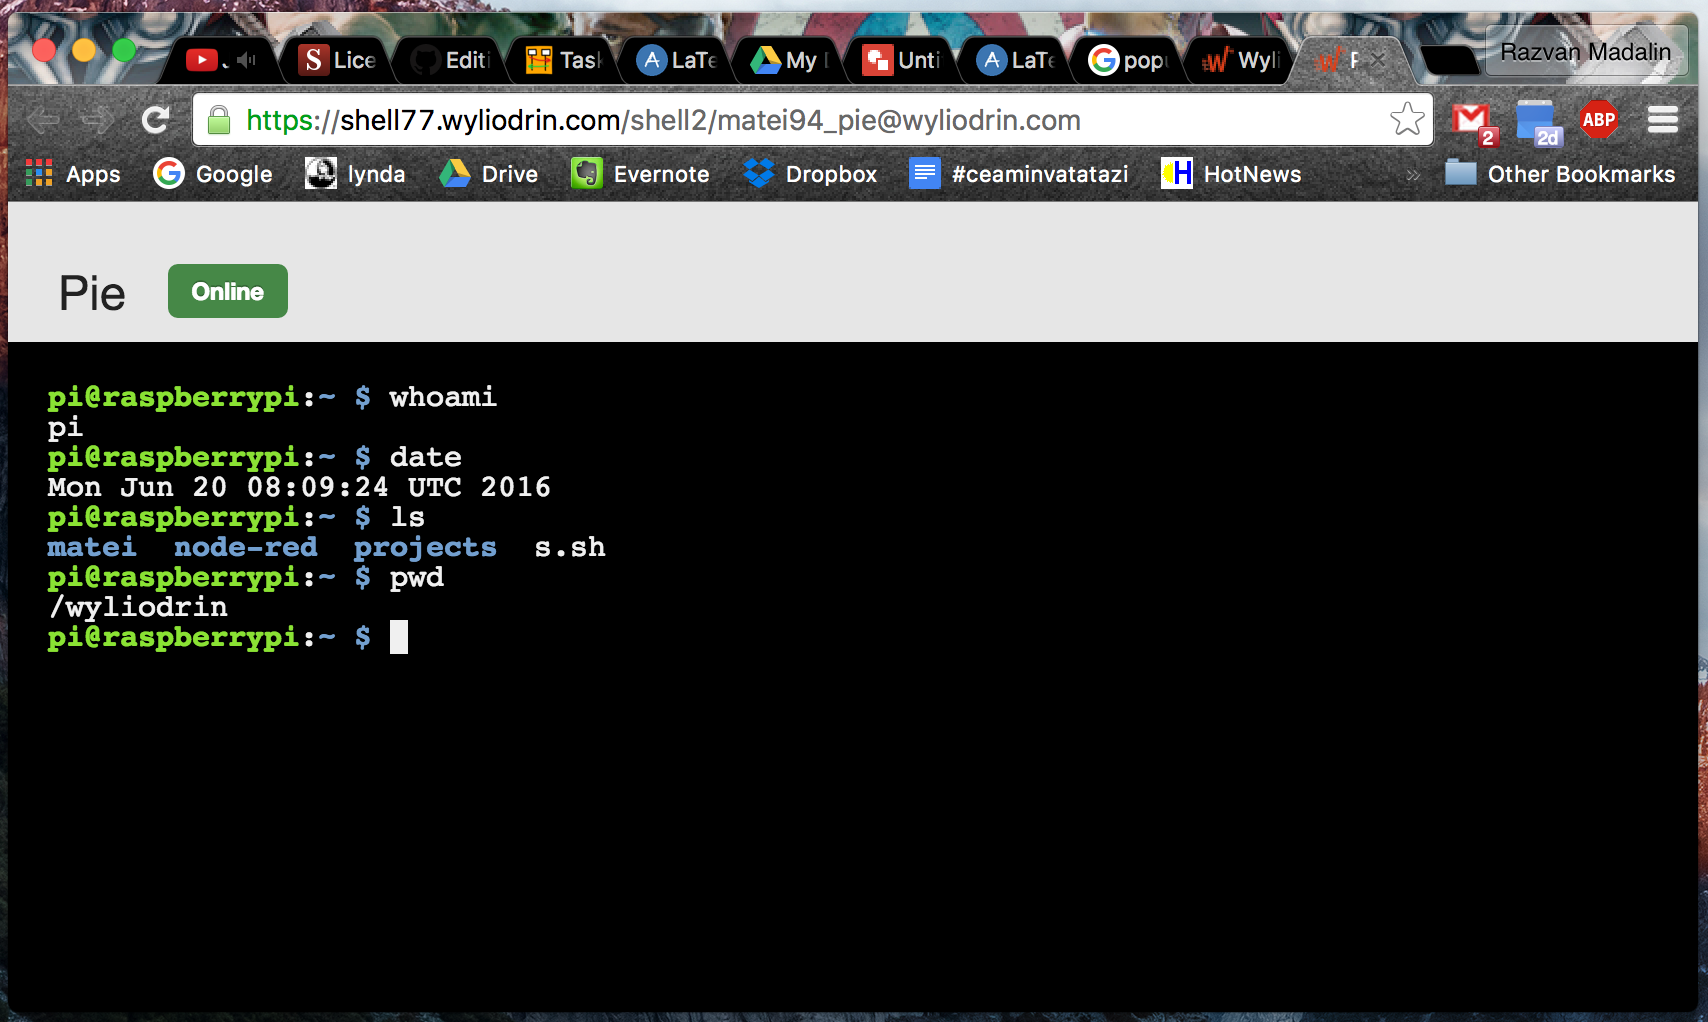 Lice
Editi
Task
LaTe
My D
Unti
LaTe
popu
Wyli
P
Razvan Madalin
https://shell77.wyliodrin.com/shell2/matei94_pie@wyliodrin.com
2
2d
ABP
Apps
Google
lynda
Drive
Evernote
Dropbox
#ceaminvatatazi
HotNews
»
Other Bookmarks
Pie
Online
pi@raspberrypi:~ $ whoami
pi
pi@raspberrypi:~ $ date
Mon Jun 20 08:09:24 UTC 2016
pi@raspberrypi:~ $ ls
matei  node-red  projects  s.sh
pi@raspberrypi:~ $ pwd
/wyliodrin
pi@raspberrypi:~ $